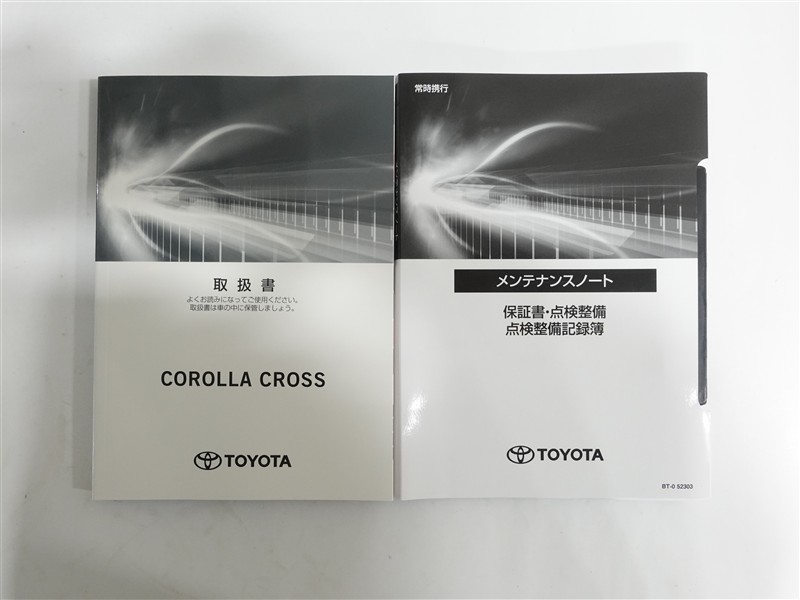 取扱書
よくお読みになってご使用ください。
取扱書は車の中に保管しましょう。
COROLLA CROSS
TOYOTA
常時携行
メンテナンスノート
保証書・点検整備
点検整備記録簿
TOYOTA
BT-0 52303